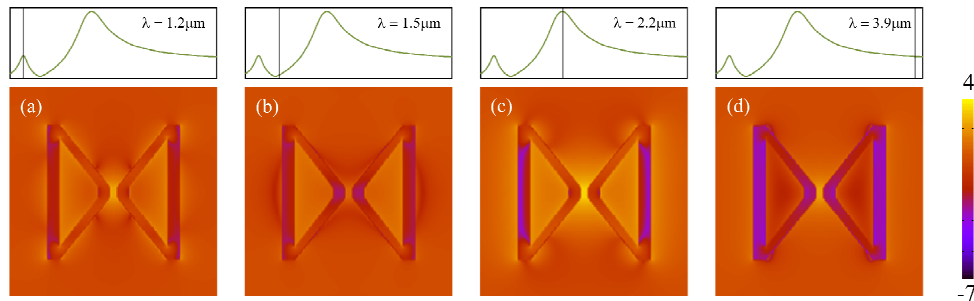 λ − 1.2μm
λ = 1.5μm
λ − 2.2μm
λ = 3.9μm
(a)
(b)
(c)
(d)
4
-7